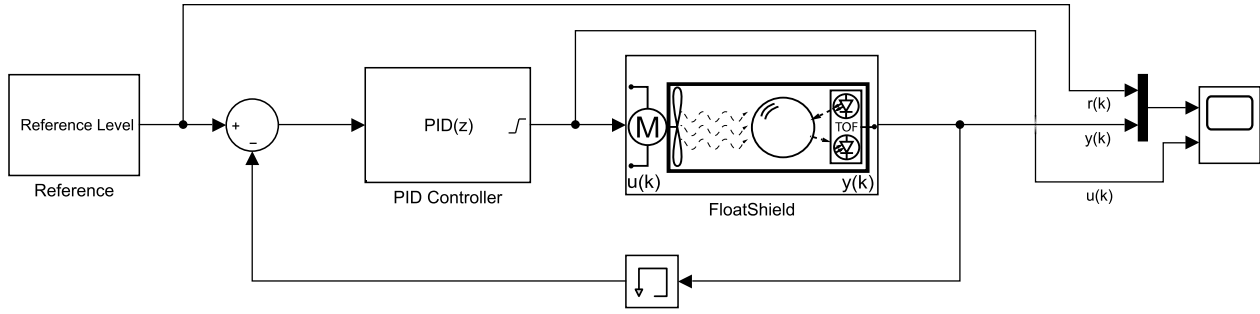 Reference Level
Reference
+
−
PID(z)
PID Controller
M
TOF
u(k)
y(k)
FloatShield
r(k)
y(k)
u(k)